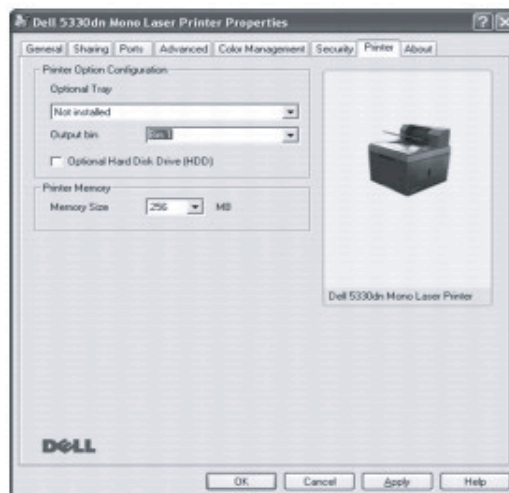 Dell 5330dn Mono Laser Printer Properties
General Sharing Ports Advanced Color Management Security Printer About
Printer Option Configuration
Optional Tray
Not installed
Output bin
Optional Hard Disk Drive (HDD)
Printer Memory
Memory Size 256 MB
Dell 5330dn Mono Laser Printer
DELL
OK Cancel Apply Help